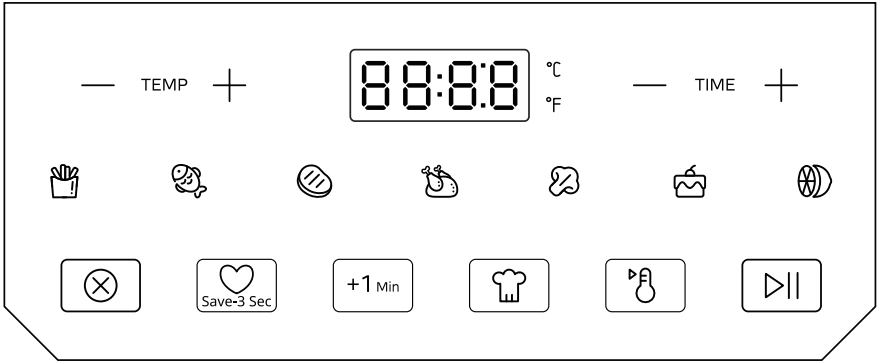 — TEMP +
88:8:8
°C
°F
— TIME +
Save-3 Sec
+1 Min